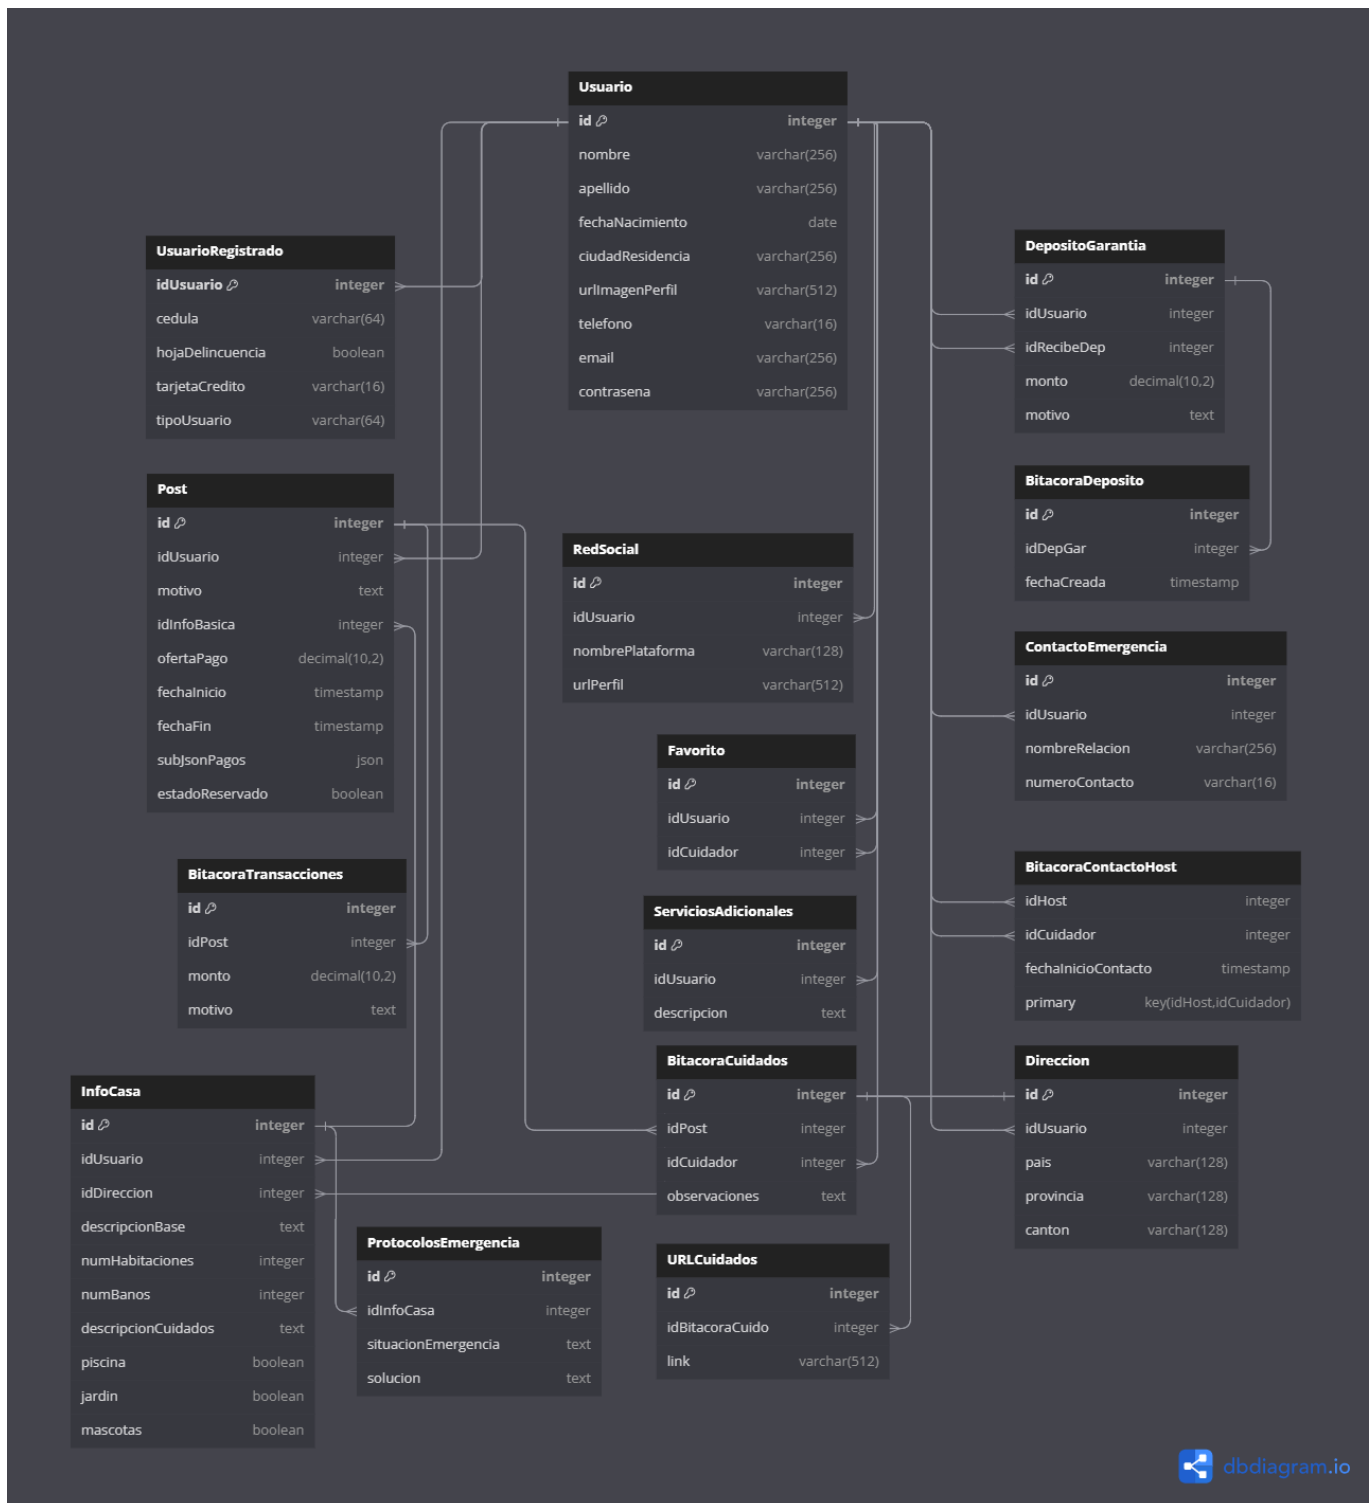 Usuario
id integer
nombre varchar(256)
apellido varchar(256)
fechaNacimiento date
ciudadResidencia varchar(256)
urlImagenPerfil varchar(512)
telefono varchar(16)
email varchar(256)
contrasena varchar(256)
UsuarioRegistrado
idUsuario integer
cedula varchar(64)
hojaDelincuencia boolean
tarjetaCredito varchar(16)
tipoUsuario varchar(64)
DepositoGarantia
id integer
idUsuario integer
idRecibeDep integer
monto decimal(10,2)
motivo text
Post
id integer
idUsuario integer
motivo text
idInfoBasica integer
ofertaPago decimal(10,2)
fechaInicio timestamp
fechaFin timestamp
subJsonPagos json
estadoReservado boolean
BitacoraDeposito
id integer
idDepGar integer
fechaCreada timestamp
RedSocial
id integer
idUsuario integer
nombrePlataforma varchar(128)
urlPerfil varchar(512)
ContactoEmergencia
id integer
idUsuario integer
nombreRelacion varchar(256)
numeroContacto varchar(16)
Favorito
id integer
idUsuario integer
idCuidador integer
BitacoraTransacciones
id integer
idPost integer
monto decimal(10,2)
motivo text
BitacoraContactoHost
idHost integer
idCuidador integer
fechaInicioContacto timestamp
primary key(idHost,idCuidador)
ServiciosAdicionales
id integer
idUsuario integer
descripcion text
BitacoraCuidados
id integer
idPost integer
idCuidador integer
observaciones text
Direccion
id integer
idUsuario integer
pais varchar(128)
provincia varchar(128)
canton varchar(128)
InfoCasa
id integer
idUsuario integer
idDireccion integer
descripcionBase text
numHabitaciones integer
numBanos integer
descripcionCuidados text
piscina boolean
jardin boolean
mascotas boolean
ProtocolosEmergencia
id integer
idInfoCasa integer
situacionEmergencia text
solucion text
URLCuidados
id integer
idBitacoraCuido integer
link varchar(512)
dbdiagram.io